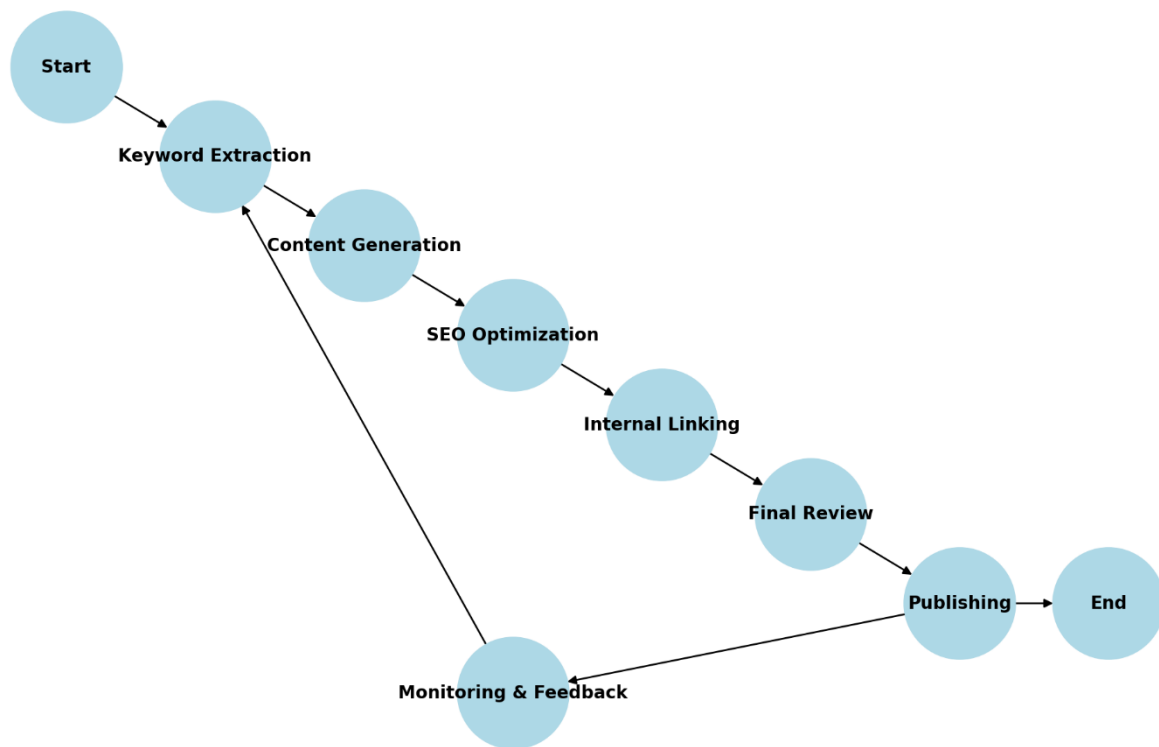 Start
Keyword Extraction
Content Generation
SEO Optimization
Internal Linking
Final Review
Publishing
End
Monitoring & Feedback